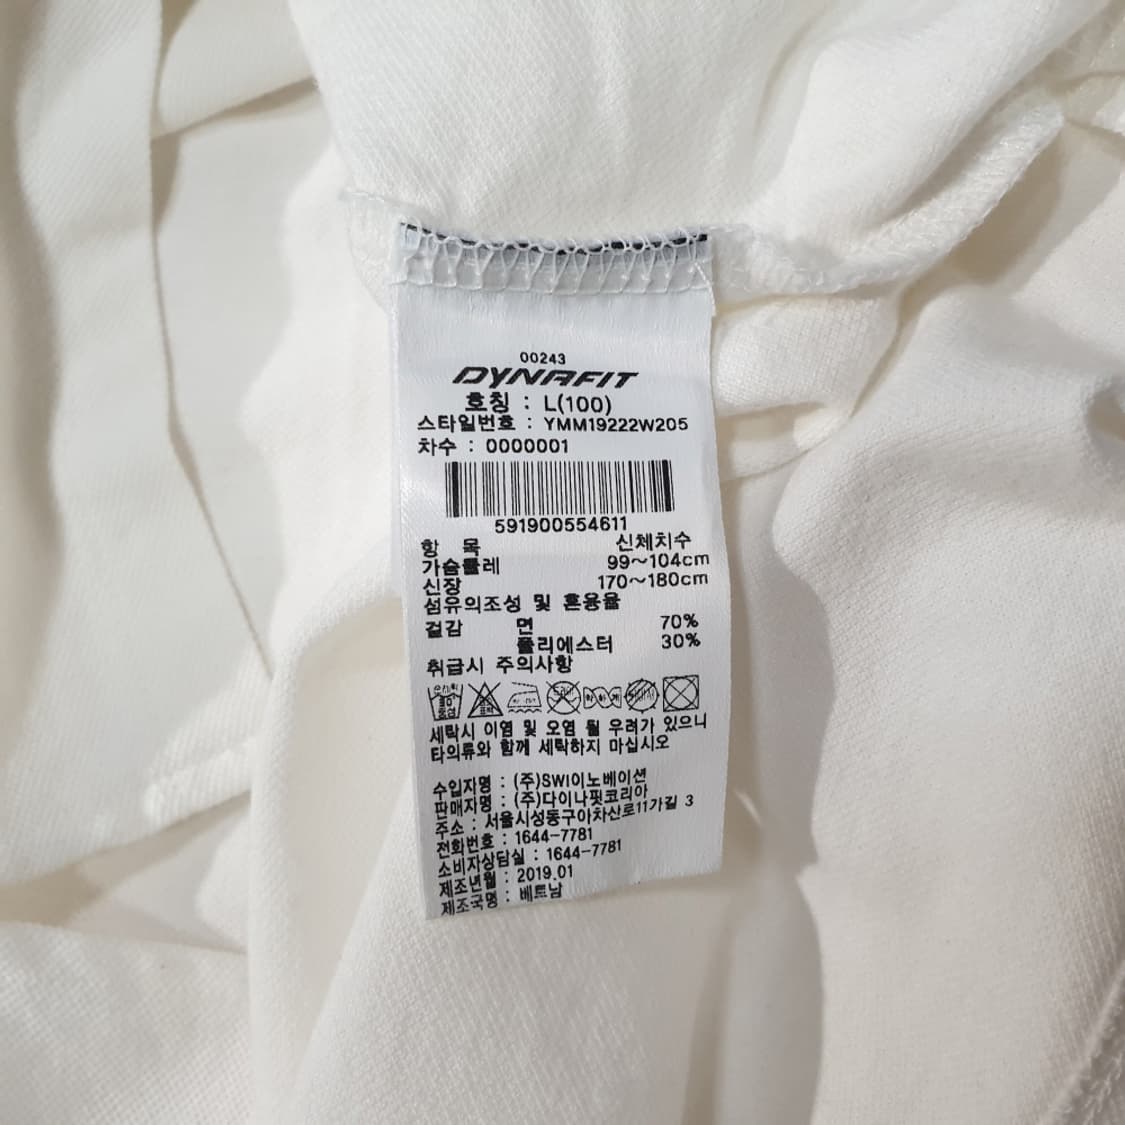 00243
DYNAFIT
호칭 : L(100)
스타일번호 : YMM19222W205
차수 : 0000001
591900554611
항 목 신체치수
가슴둘레 99~104cm
신장 170~180cm
섬유의조성 및 혼용율
겉감 면 70%
폴리에스터 30%
취급시 주의사항
세탁시 이염 및 오염 될 우려가 있으니
타의류와 함께 세탁하지 마십시오
수입자명 : (주)SWI이노베이션
판매자명 : (주)다이나핏코리아
주소 : 서울시성동구아차산로11가길 3
전화번호 : 1644-7781
소비자상담실 : 1644-7781
제조년월 : 2019.01
제조국명 : 베트남